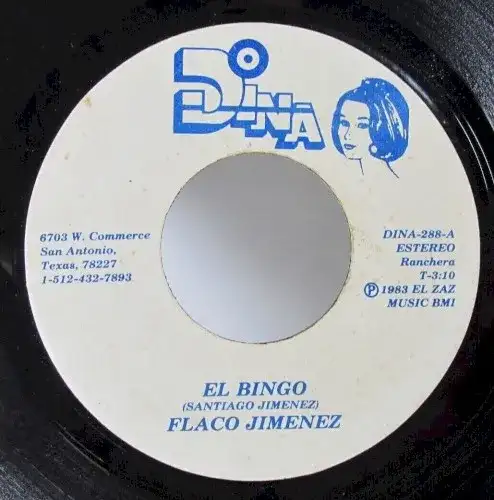 DINA
6703 W. Commerce
San Antonio,
Texas, 78227
1-512-432-7893
DINA-288-A
ESTEREO
Ranchera
T-3:10
Ⓟ 1983 EL ZAZ
MUSIC BMI
EL BINGO
(SANTIAGO JIMENEZ)
FLACO JIMENEZ